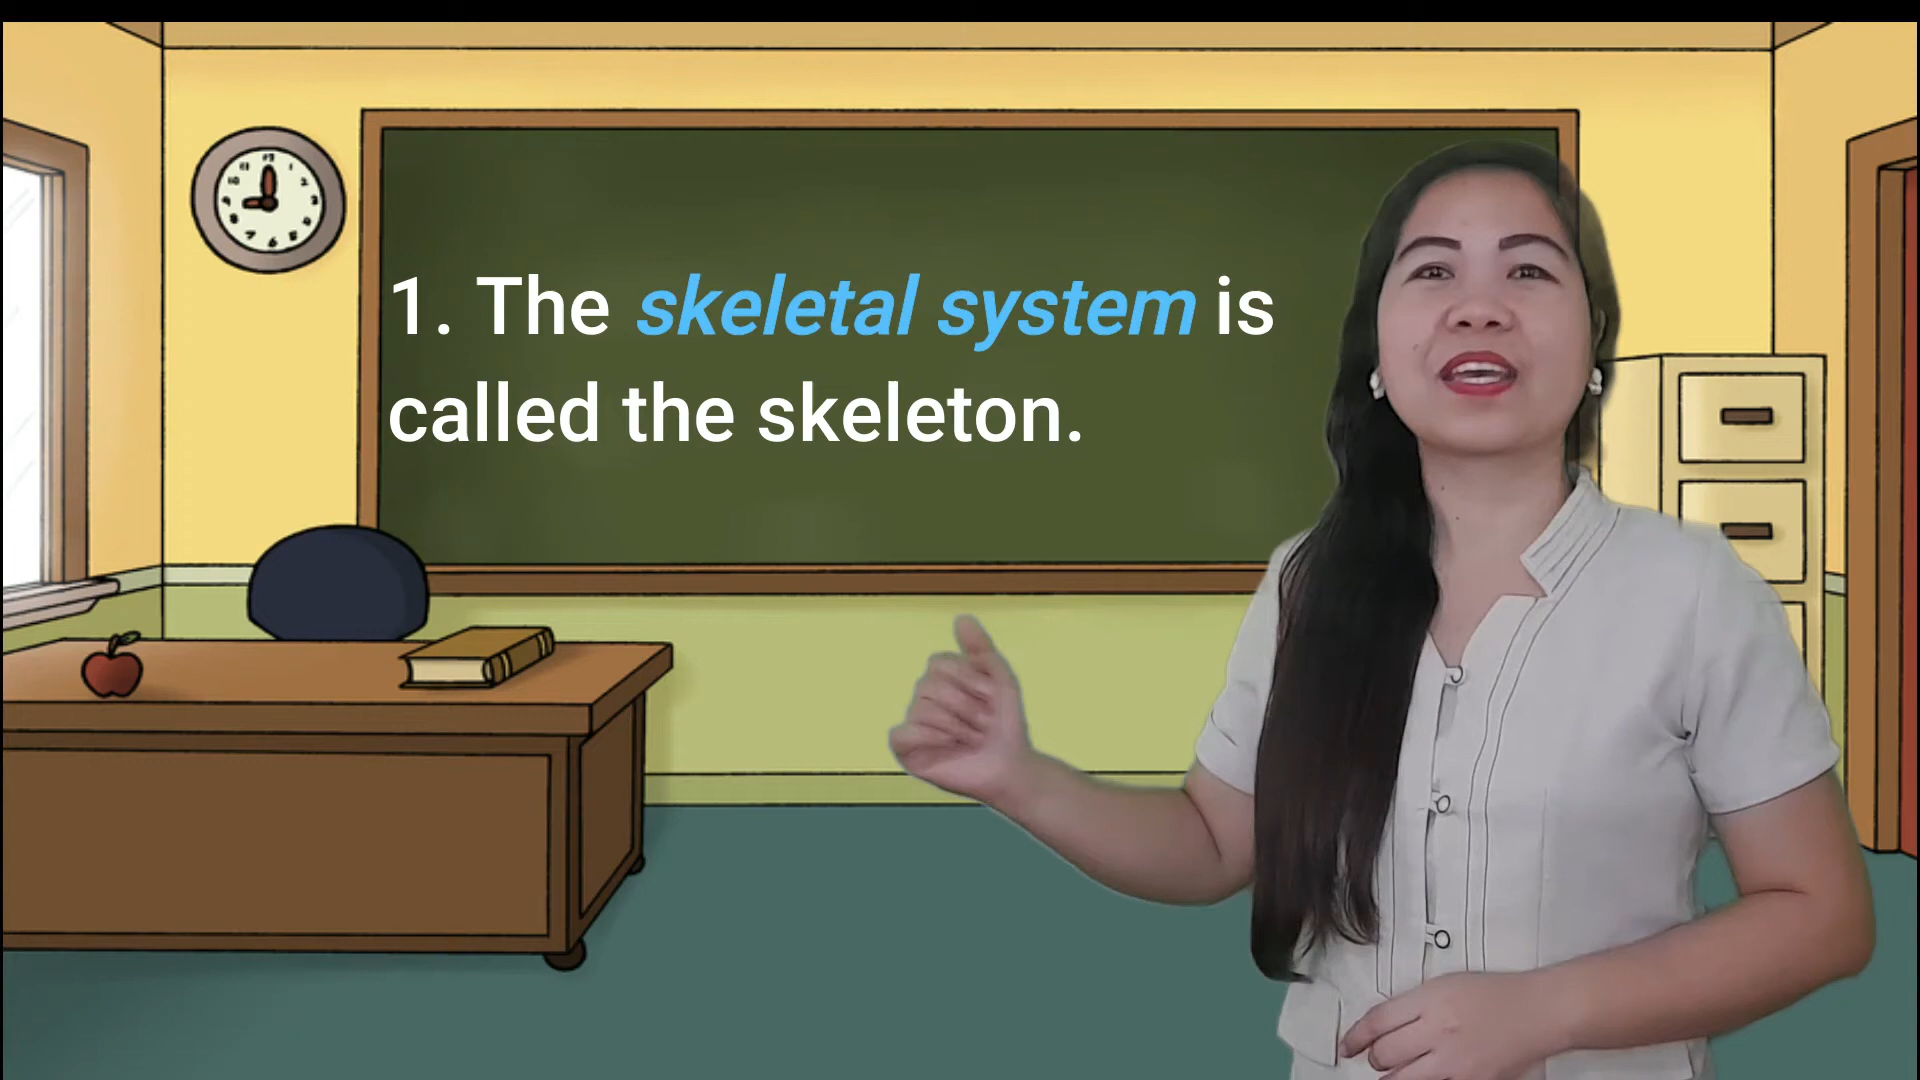 1. The skeletal system is
called the skeleton.